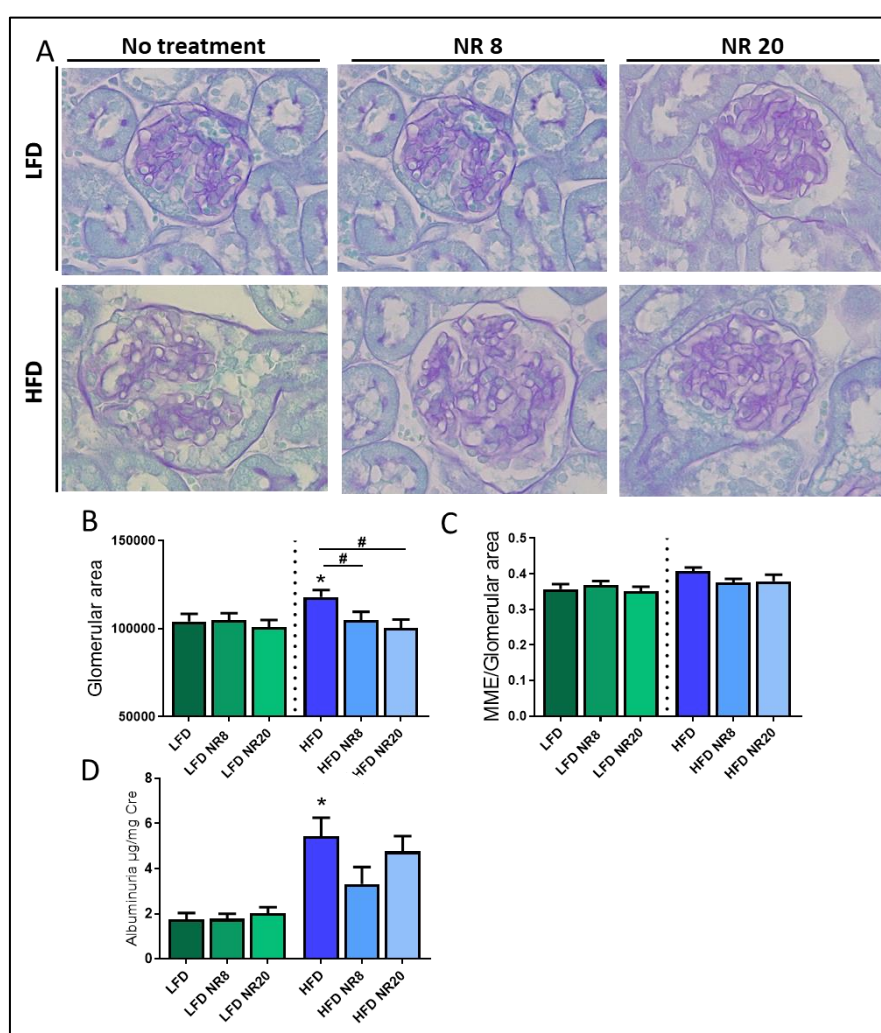 A
No treatment
NR 8
NR 20
LFD
HFD
B
Glomerular area
150000
100000
50000
#
#
*
LFD
LFD NR8
LFD NR20
HFD
HFD NR8
HFD NR20
C
MME/Glomerular area
0.5
0.4
0.3
0.2
0.1
0.0
LFD
LFD NR8
LFD NR20
HFD
HFD NR8
HFD NR20
D
Albuminuria µg/mg Cre
8
6
4
2
0
*
LFD
LFD NR8
LFD NR20
HFD
HFD NR8
HFD NR20